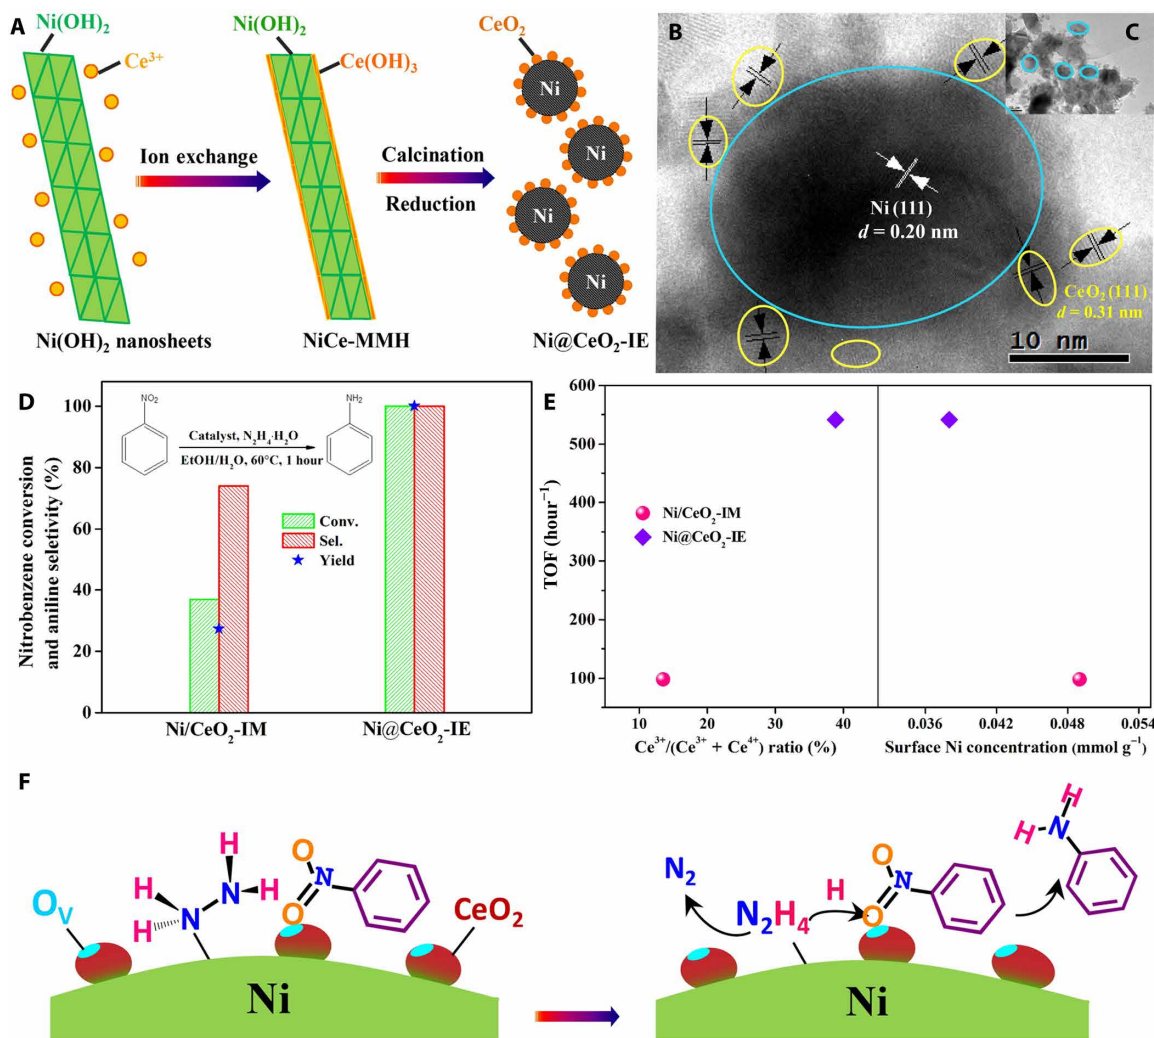 A
Ni(OH)₂
Ce³⁺
Ni(OH)₂ nanosheets
Ion exchange
Ni(OH)₂
Ce(OH)₃
NiCe-MMH
Calcination
Reduction
CeO₂
Ni
Ni
Ni
Ni
Ni@CeO₂-IE
B
C
Ni (111)
d = 0.20 nm
CeO₂ (111)
d = 0.31 nm
10 nm
D
Nitrobenzene conversion
and aniline seletivity (%)
100
80
60
40
20
0
NO₂
Catalyst, N₂H₄·H₂O
EtOH/H₂O, 60°C, 1 hour
NH₂
Conv.
Sel.
Yield
Ni/CeO₂-IM
Ni@CeO₂-IE
E
TOF (hour⁻¹)
600
500
400
300
200
100
Ni/CeO₂-IM
Ni@CeO₂-IE
10 20 30 40
0.036 0.042 0.048 0.054
Ce³⁺/(Ce³⁺ + Ce⁴⁺) ratio (%)
Surface Ni concentration (mmol g⁻¹)
F
O_V
H
H
H
H
N
N
O
O
N
CeO₂
Ni
N₂
N₂H₄
H
O
O
N
H
H
N
Ni